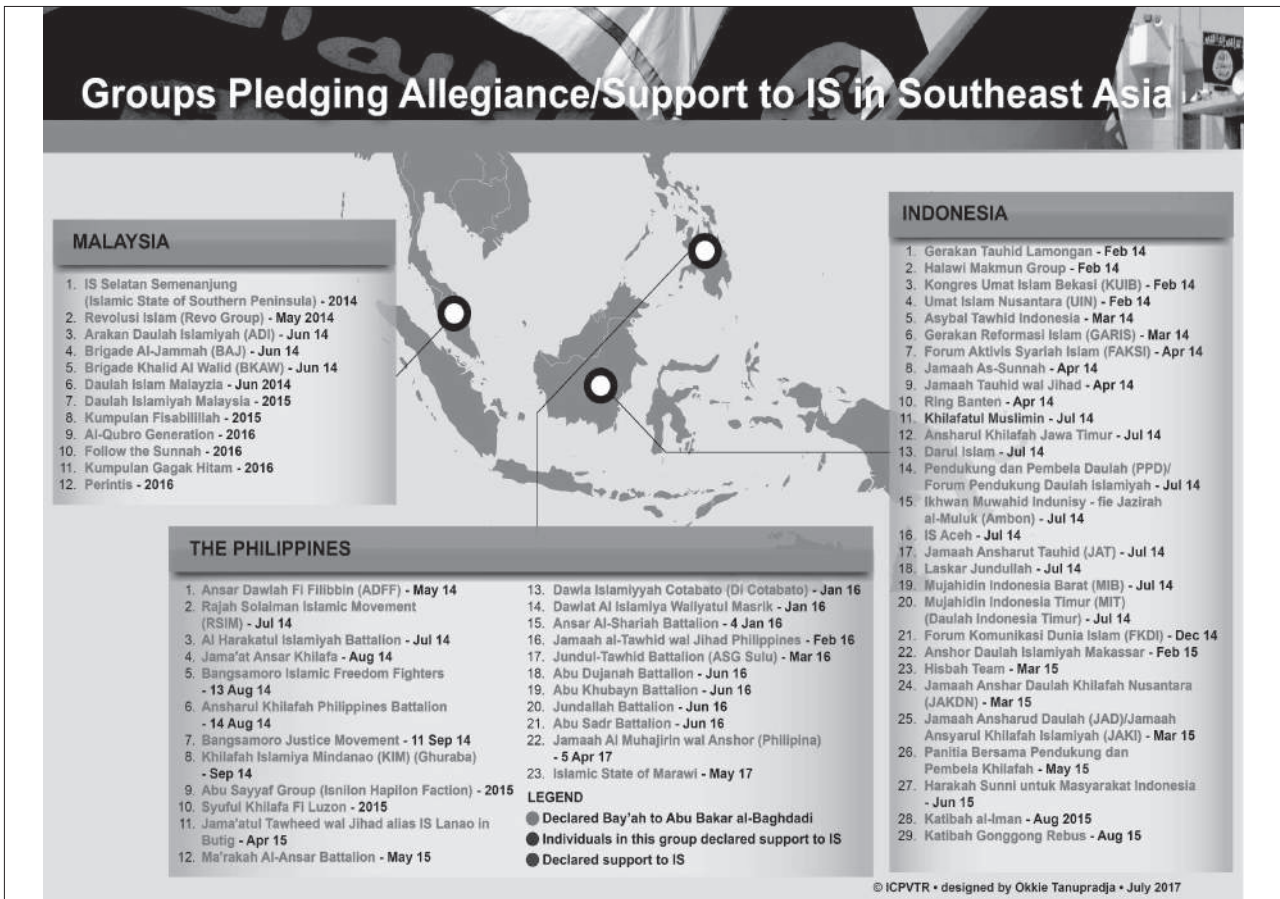 Groups Pledging Allegiance/Support to IS in Southeast Asia
MALAYSIA
1. IS Selatan Semenanjung
(Islamic State of Southern Peninsula) - 2014
2. Revolusi Islam (Revo Group) - May 2014
3. Arakan Daulah Islamiyah (ADI) - Jun 14
4. Brigade Al-Jammah (BAJ) - Jun 14
5. Brigade Khalid Al Walid (BKAW) - Jun 14
6. Daulah Islam Malayzia - Jun 2014
7. Daulah Islamiyah Malaysia - 2015
8. Kumpulan Fisabilillah - 2015
9. Al-Qubro Generation - 2016
10. Follow the Sunnah - 2016
11. Kumpulan Gagak Hitam - 2016
12. Perintis - 2016
THE PHILIPPINES
1. Ansar Dawlah Fi Filibbin (ADFF) - May 14
2. Rajah Solaiman Islamic Movement
(RSIM) - Jul 14
3. Al Harakatul Islamiyah Battalion - Jul 14
4. Jama'at Ansar Khilafa - Aug 14
5. Bangsamoro Islamic Freedom Fighters
- 13 Aug 14
6. Ansharul Khilafah Philippines Battalion
- 14 Aug 14
7. Bangsamoro Justice Movement - 11 Sep 14
8. Khilafah Islamiya Mindanao (KIM) (Ghuraba)
- Sep 14
9. Abu Sayyaf Group (Isnilon Hapilon Faction) - 2015
10. Syuful Khilafa Fi Luzon - 2015
11. Jama'atul Tawheed wal Jihad alias IS Lanao in
Butig - Apr 15
12. Ma'rakah Al-Ansar Battalion - May 15
13. Dawla Islamiyyah Cotabato (Di Cotabato) - Jan 16
14. Dawlat Al Islamiya Waliyatul Masrik - Jan 16
15. Ansar Al-Shariah Battalion - 4 Jan 16
16. Jamaah al-Tawhid wal Jihad Philippines - Feb 16
17. Jundul-Tawhid Battalion (ASG Sulu) - Mar 16
18. Abu Dujanah Battalion - Jun 16
19. Abu Khubayn Battalion - Jun 16
20. Jundallah Battalion - Jun 16
21. Abu Sadr Battalion - Jun 16
22. Jamaah Al Muhajirin wal Anshor (Philipina)
- 5 Apr 17
23. Islamic State of Marawi - May 17
LEGEND
Declared Bay'ah to Abu Bakar al-Baghdadi
Individuals in this group declared support to IS
Declared support to IS
INDONESIA
1. Gerakan Tauhid Lamongan - Feb 14
2. Halawi Makmun Group - Feb 14
3. Kongres Umat Islam Bekasi (KUIB) - Feb 14
4. Umat Islam Nusantara (UIN) - Feb 14
5. Asybal Tawhid Indonesia - Mar 14
6. Gerakan Reformasi Islam (GARIS) - Mar 14
7. Forum Aktivis Syariah Islam (FAKSI) - Apr 14
8. Jamaah As-Sunnah - Apr 14
9. Jamaah Tauhid wal Jihad - Apr 14
10. Ring Banten - Apr 14
11. Khilafatul Muslimin - Jul 14
12. Ansharul Khilafah Jawa Timur - Jul 14
13. Darul Islam - Jul 14
14. Pendukung dan Pembela Daulah (PPD)/
Forum Pendukung Daulah Islamiyah - Jul 14
15. Ikhwan Muwahid Indunisy - fie Jazirah
al-Muluk (Ambon) - Jul 14
16. IS Aceh - Jul 14
17. Jamaah Ansharut Tauhid (JAT) - Jul 14
18. Laskar Jundullah - Jul 14
19. Mujahidin Indonesia Barat (MIB) - Jul 14
20. Mujahidin Indonesia Timur (MIT)
(Daulah Indonesia Timur) - Jul 14
21. Forum Komunikasi Dunia Islam (FKDI) - Dec 14
22. Anshor Daulah Islamiyah Makassar - Feb 15
23. Hisbah Team - Mar 15
24. Jamaah Anshar Daulah Khilafah Nusantara
(JAKDN) - Mar 15
25. Jamaah Ansharud Daulah (JAD)/Jamaah
Ansyarul Khilafah Islamiyah (JAKI) - Mar 15
26. Panitia Bersama Pendukung dan
Pembela Khilafah - May 15
27. Harakah Sunni untuk Masyarakat Indonesia
- Jun 15
28. Katibah al-Iman - Aug 2015
29. Katibah Gonggong Rebus - Aug 15
© ICPVTR • designed by Okkie Tanupradja • July 2017